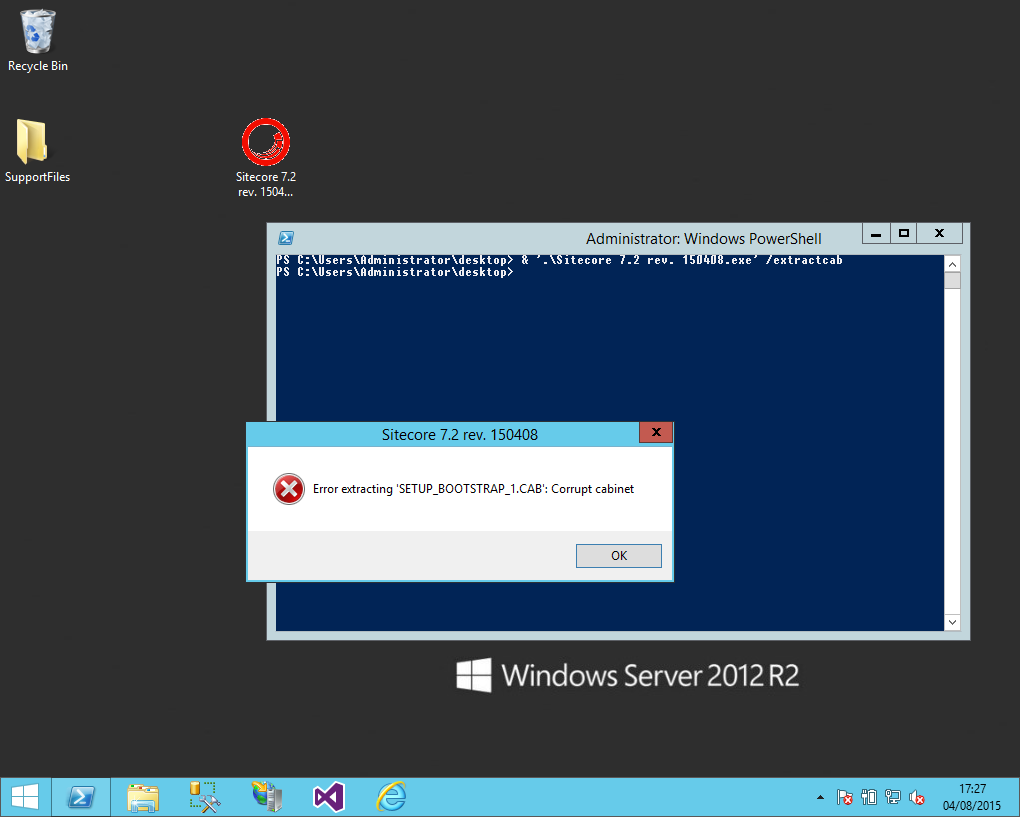 Recycle Bin
SupportFiles
Sitecore 7.2
rev. 1504...
Administrator: Windows PowerShell
PS C:\Users\Administrator\desktop> & '.\Sitecore 7.2 rev. 150408.exe' /extractcab
PS C:\Users\Administrator\desktop>
Sitecore 7.2 rev. 150408
Error extracting 'SETUP_BOOTSTRAP_1.CAB': Corrupt cabinet
OK
Windows Server 2012 R2
17:27
04/08/2015